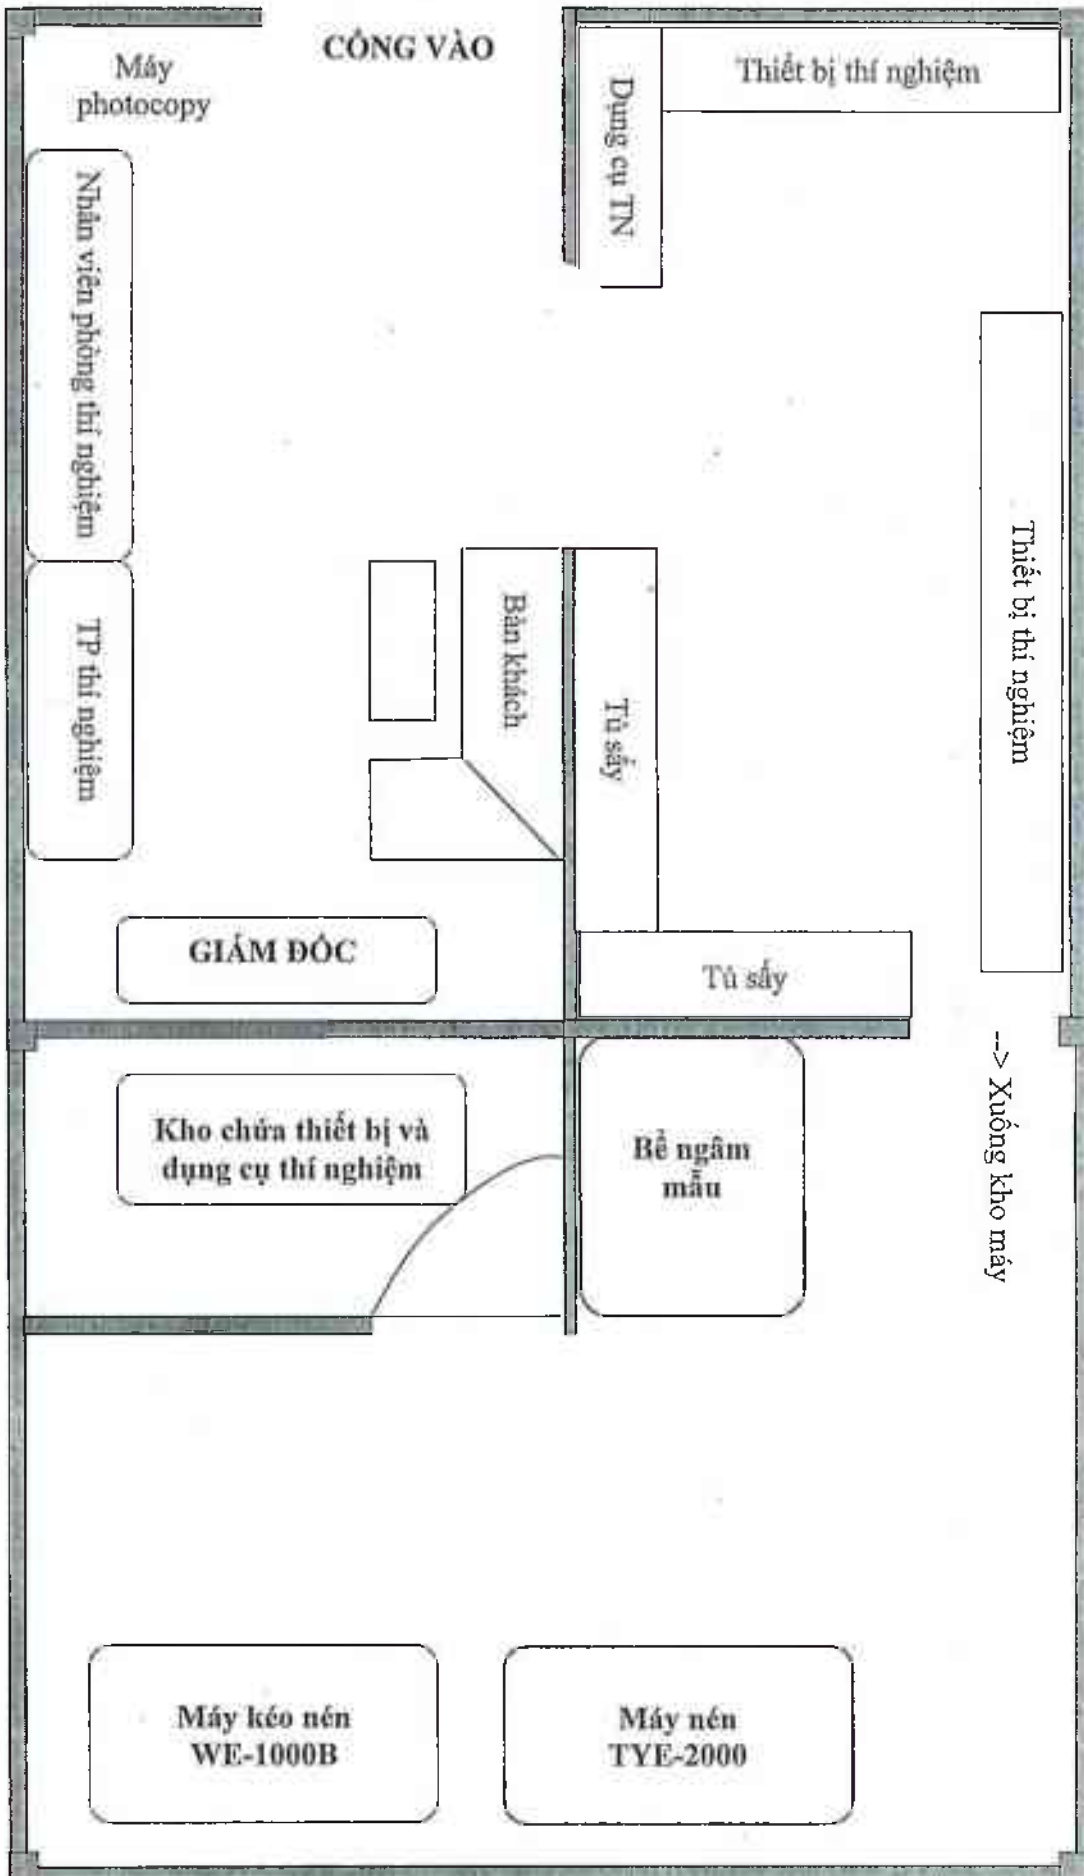 CỔNG VÀO
Máy
photocopy
Thiết bị thí nghiệm
Dụng cụ TN
Nhân viên phòng thí nghiệm
Thiết bị thí nghiệm
Bàn khách
TP thí nghiệm
Tủ sấy
GIÁM ĐỐC
Tủ sấy
--> Xuống kho máy
Kho chứa thiết bị và
dụng cụ thí nghiệm
Bể ngâm
mẫu
Máy kéo nén
WE-1000B
Máy nén
TYE-2000